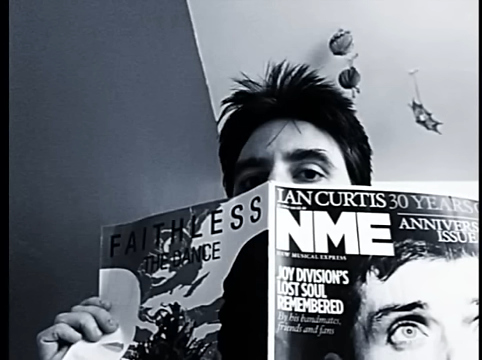 FAITHLESS
THE DANCE
IAN CURTIS 30 YEARS
NME
NEW MUSICAL EXPRESS
ANNIVERS
ISSUE
JOY DIVISION'S
LOST SOUL
REMEMBERED
By his bandmates,
friends and fans